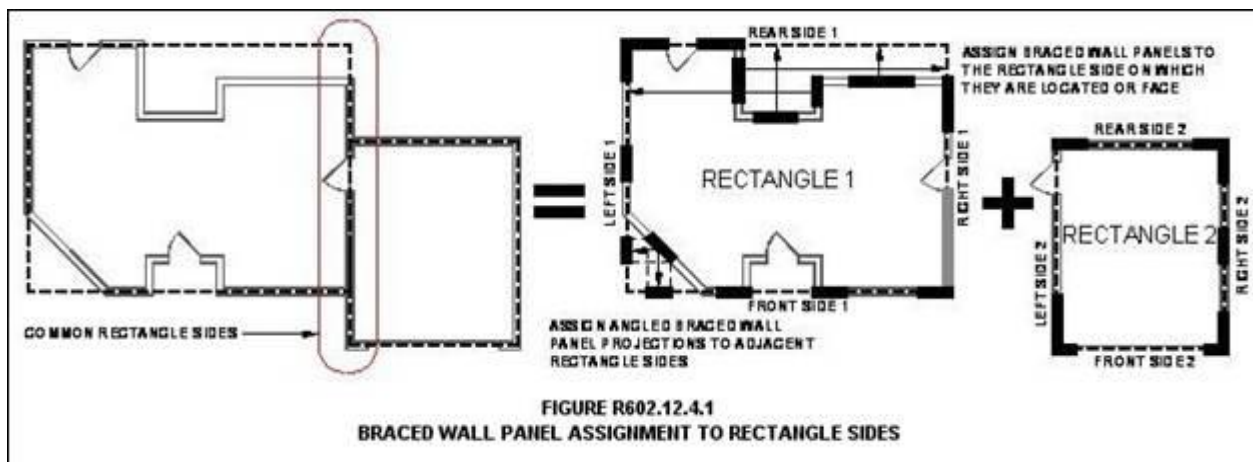 REAR SIDE 1
ASSIGN BRACED WALL PANELS TO
THE RECTANGLE SIDE ON WHICH
THEY ARE LOCATED OR FACE
REAR SIDE 2
LEFT SIDE 1
RECTANGLE 1
RIGHT SIDE 1
LEFT SIDE 2
RECTANGLE 2
RIGHT SIDE 2
FRONT SIDE 1
COMMON RECTANGLE SIDES
ASSIGN ANGLED BRACED WALL
PANEL PROJECTIONS TO ADJACENT
RECTANGLE SIDES
FRONT SIDE 2
FIGURE R602.12.4.1
BRACED WALL PANEL ASSIGNMENT TO RECTANGLE SIDES